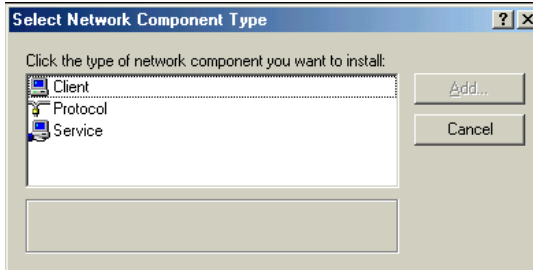 Select Network Component Type
Click the type of network component you want to install:
Client
Protocol
Service
Add...
Cancel